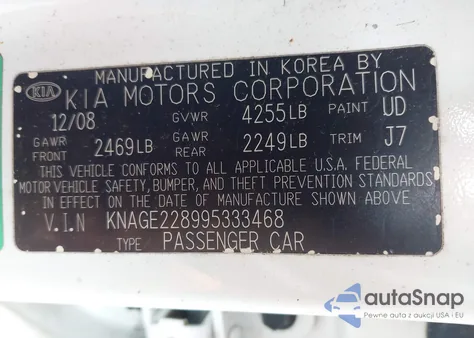 MANUFACTURED IN KOREA BY
KIA KIA MOTORS CORPORATION
12/08 GVWR 4255LB PAINT UD
GAWR FRONT 2469LB GAWR REAR 2249LB TRIM J7
THIS VEHICLE CONFORMS TO ALL APPLICABLE U.S.A. FEDERAL
MOTOR VEHICLE SAFETY, BUMPER, AND THEFT PREVENTION STANDARDS
IN EFFECT ON THE DATE OF MANUFACTURE SHOWN ABOVE
V.I.N KNAGE228995333468
TYPE PASSENGER CAR
autoSnap
Pewne auta z aukcji USA i EU